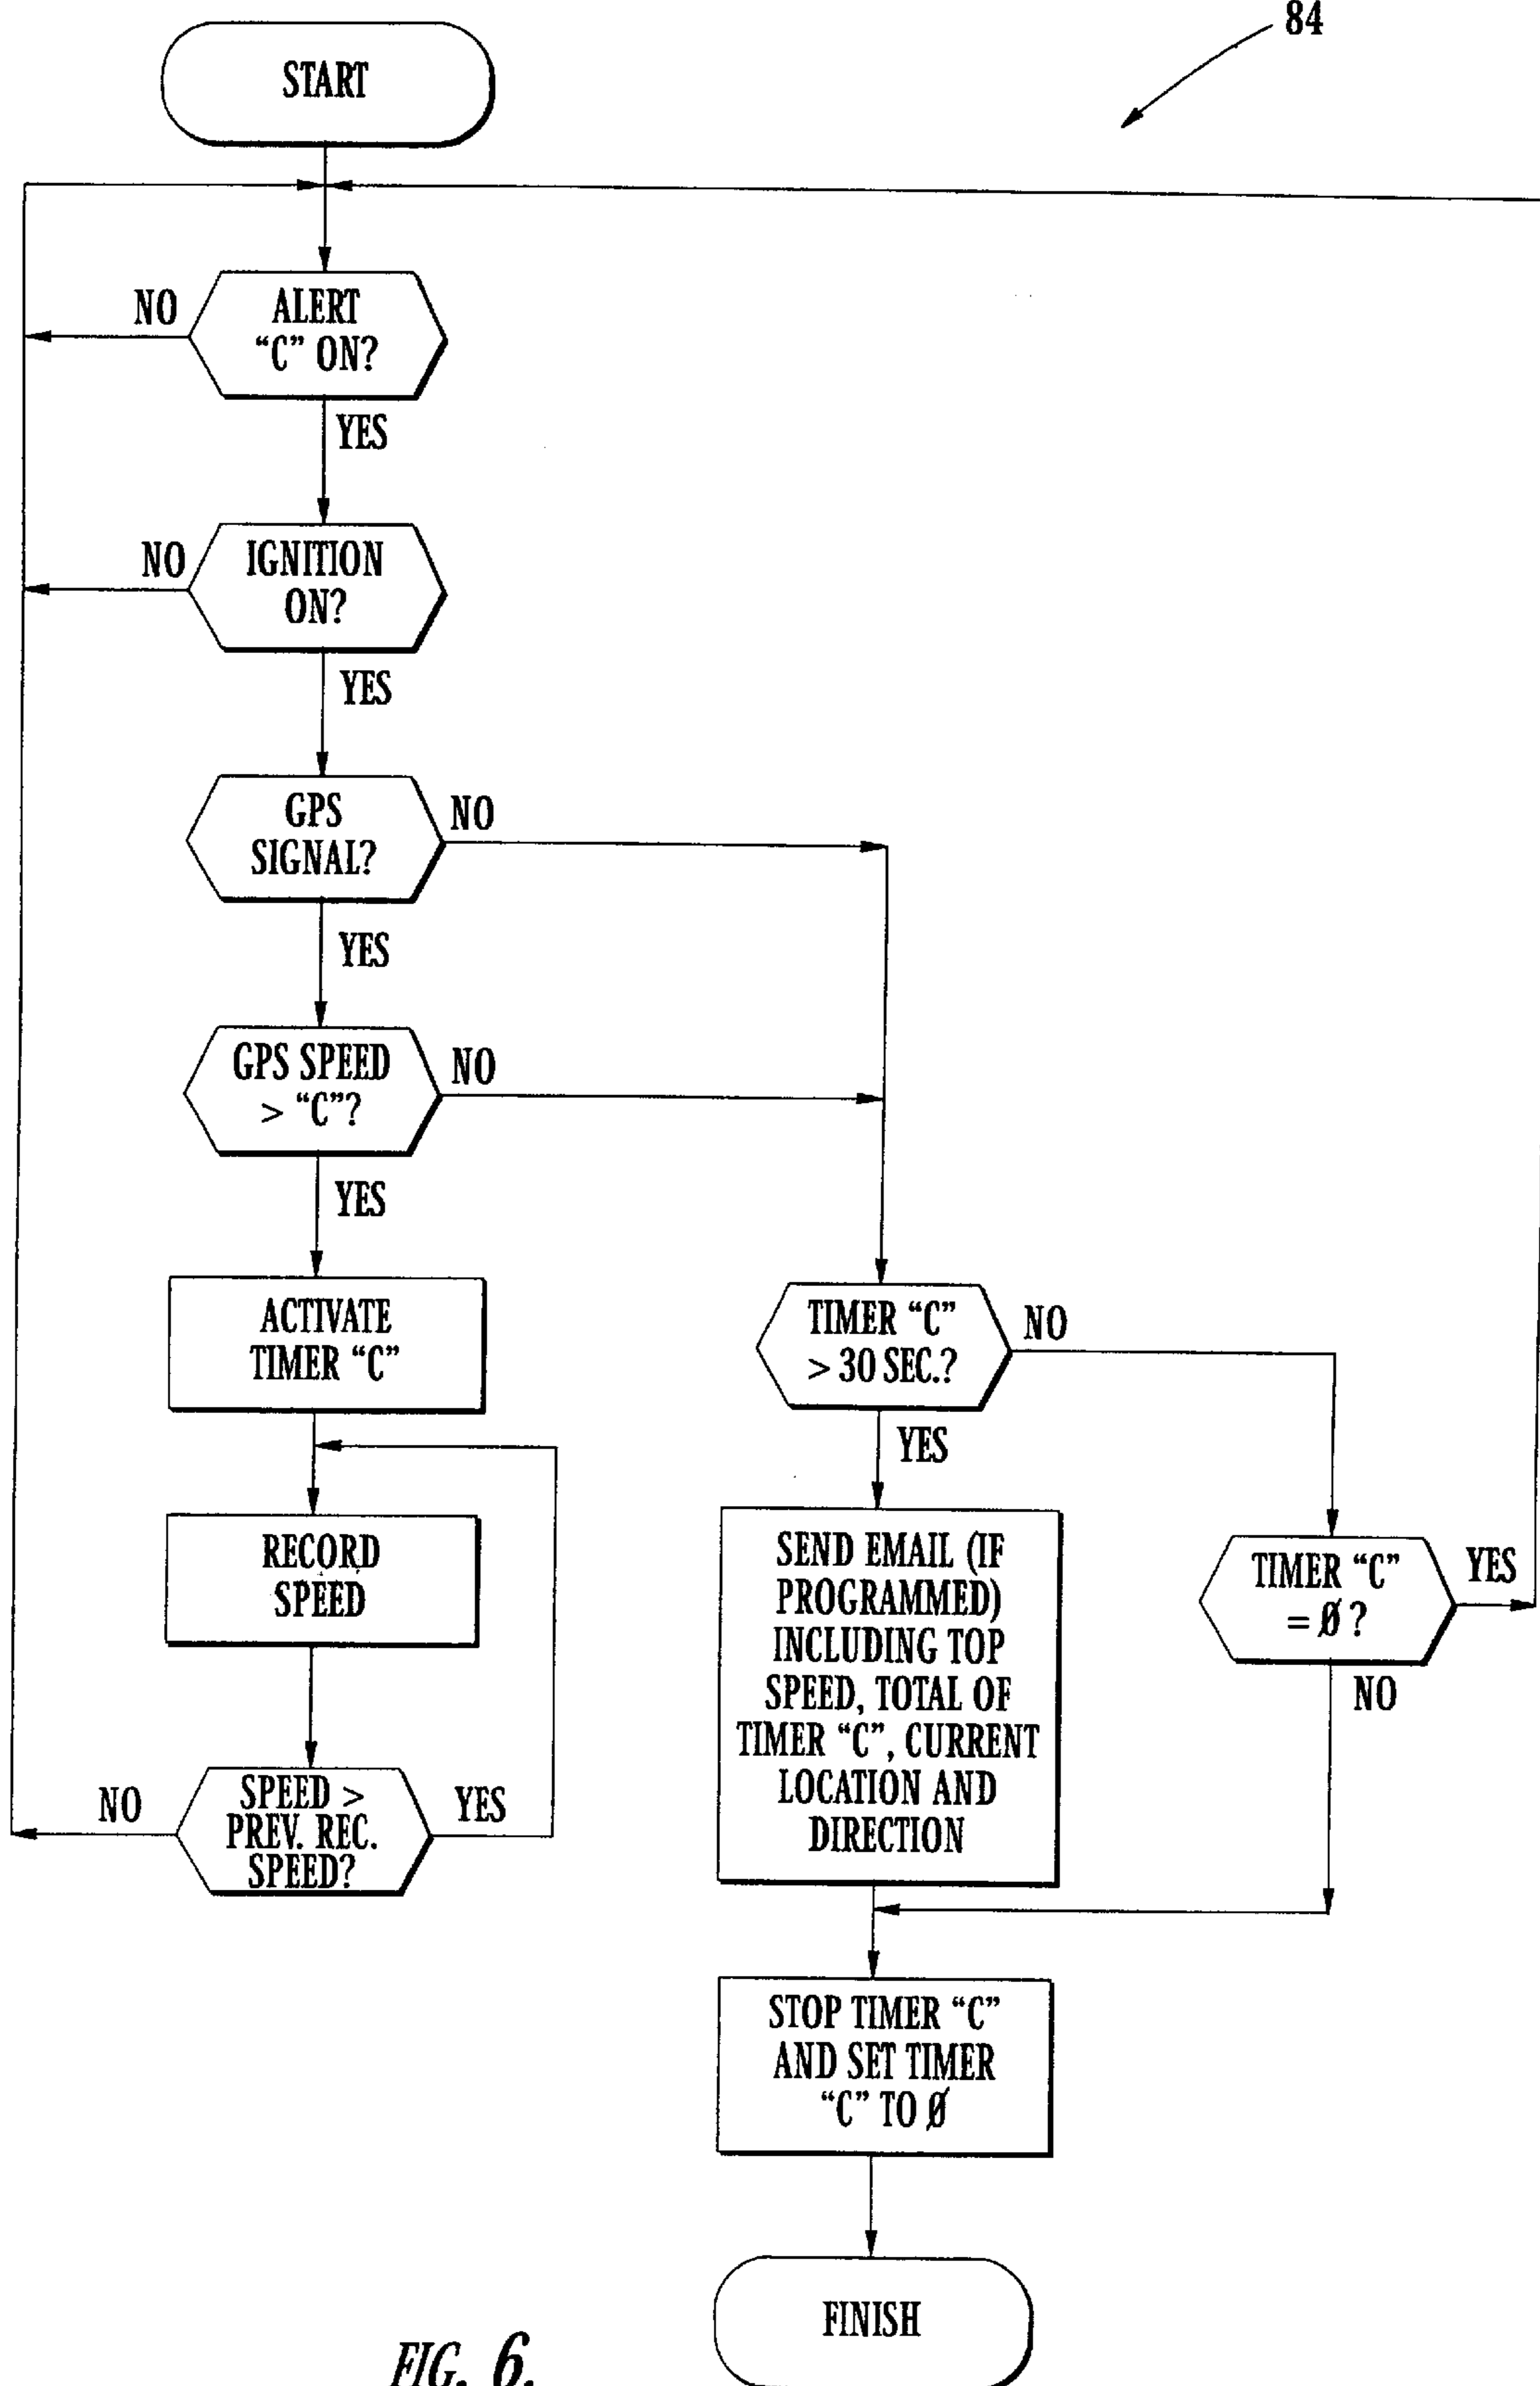 84
START
NO
ALERT
“C” ON?
YES
NO
IGNITION
ON?
YES
GPS
SIGNAL?
NO
YES
GPS SPEED
> “C”?
NO
YES
ACTIVATE
TIMER “C”
TIMER “C”
> 30 SEC.?
NO
YES
RECORD
SPEED
SEND EMAIL (IF
PROGRAMMED)
INCLUDING TOP
SPEED, TOTAL OF
TIMER “C”, CURRENT
LOCATION AND
DIRECTION
TIMER “C”
= Ø ?
YES
NO
NO
SPEED >
PREV. REC.
SPEED?
YES
STOP TIMER “C”
AND SET TIMER
“C” TO Ø
FINISH
FIG. 6.